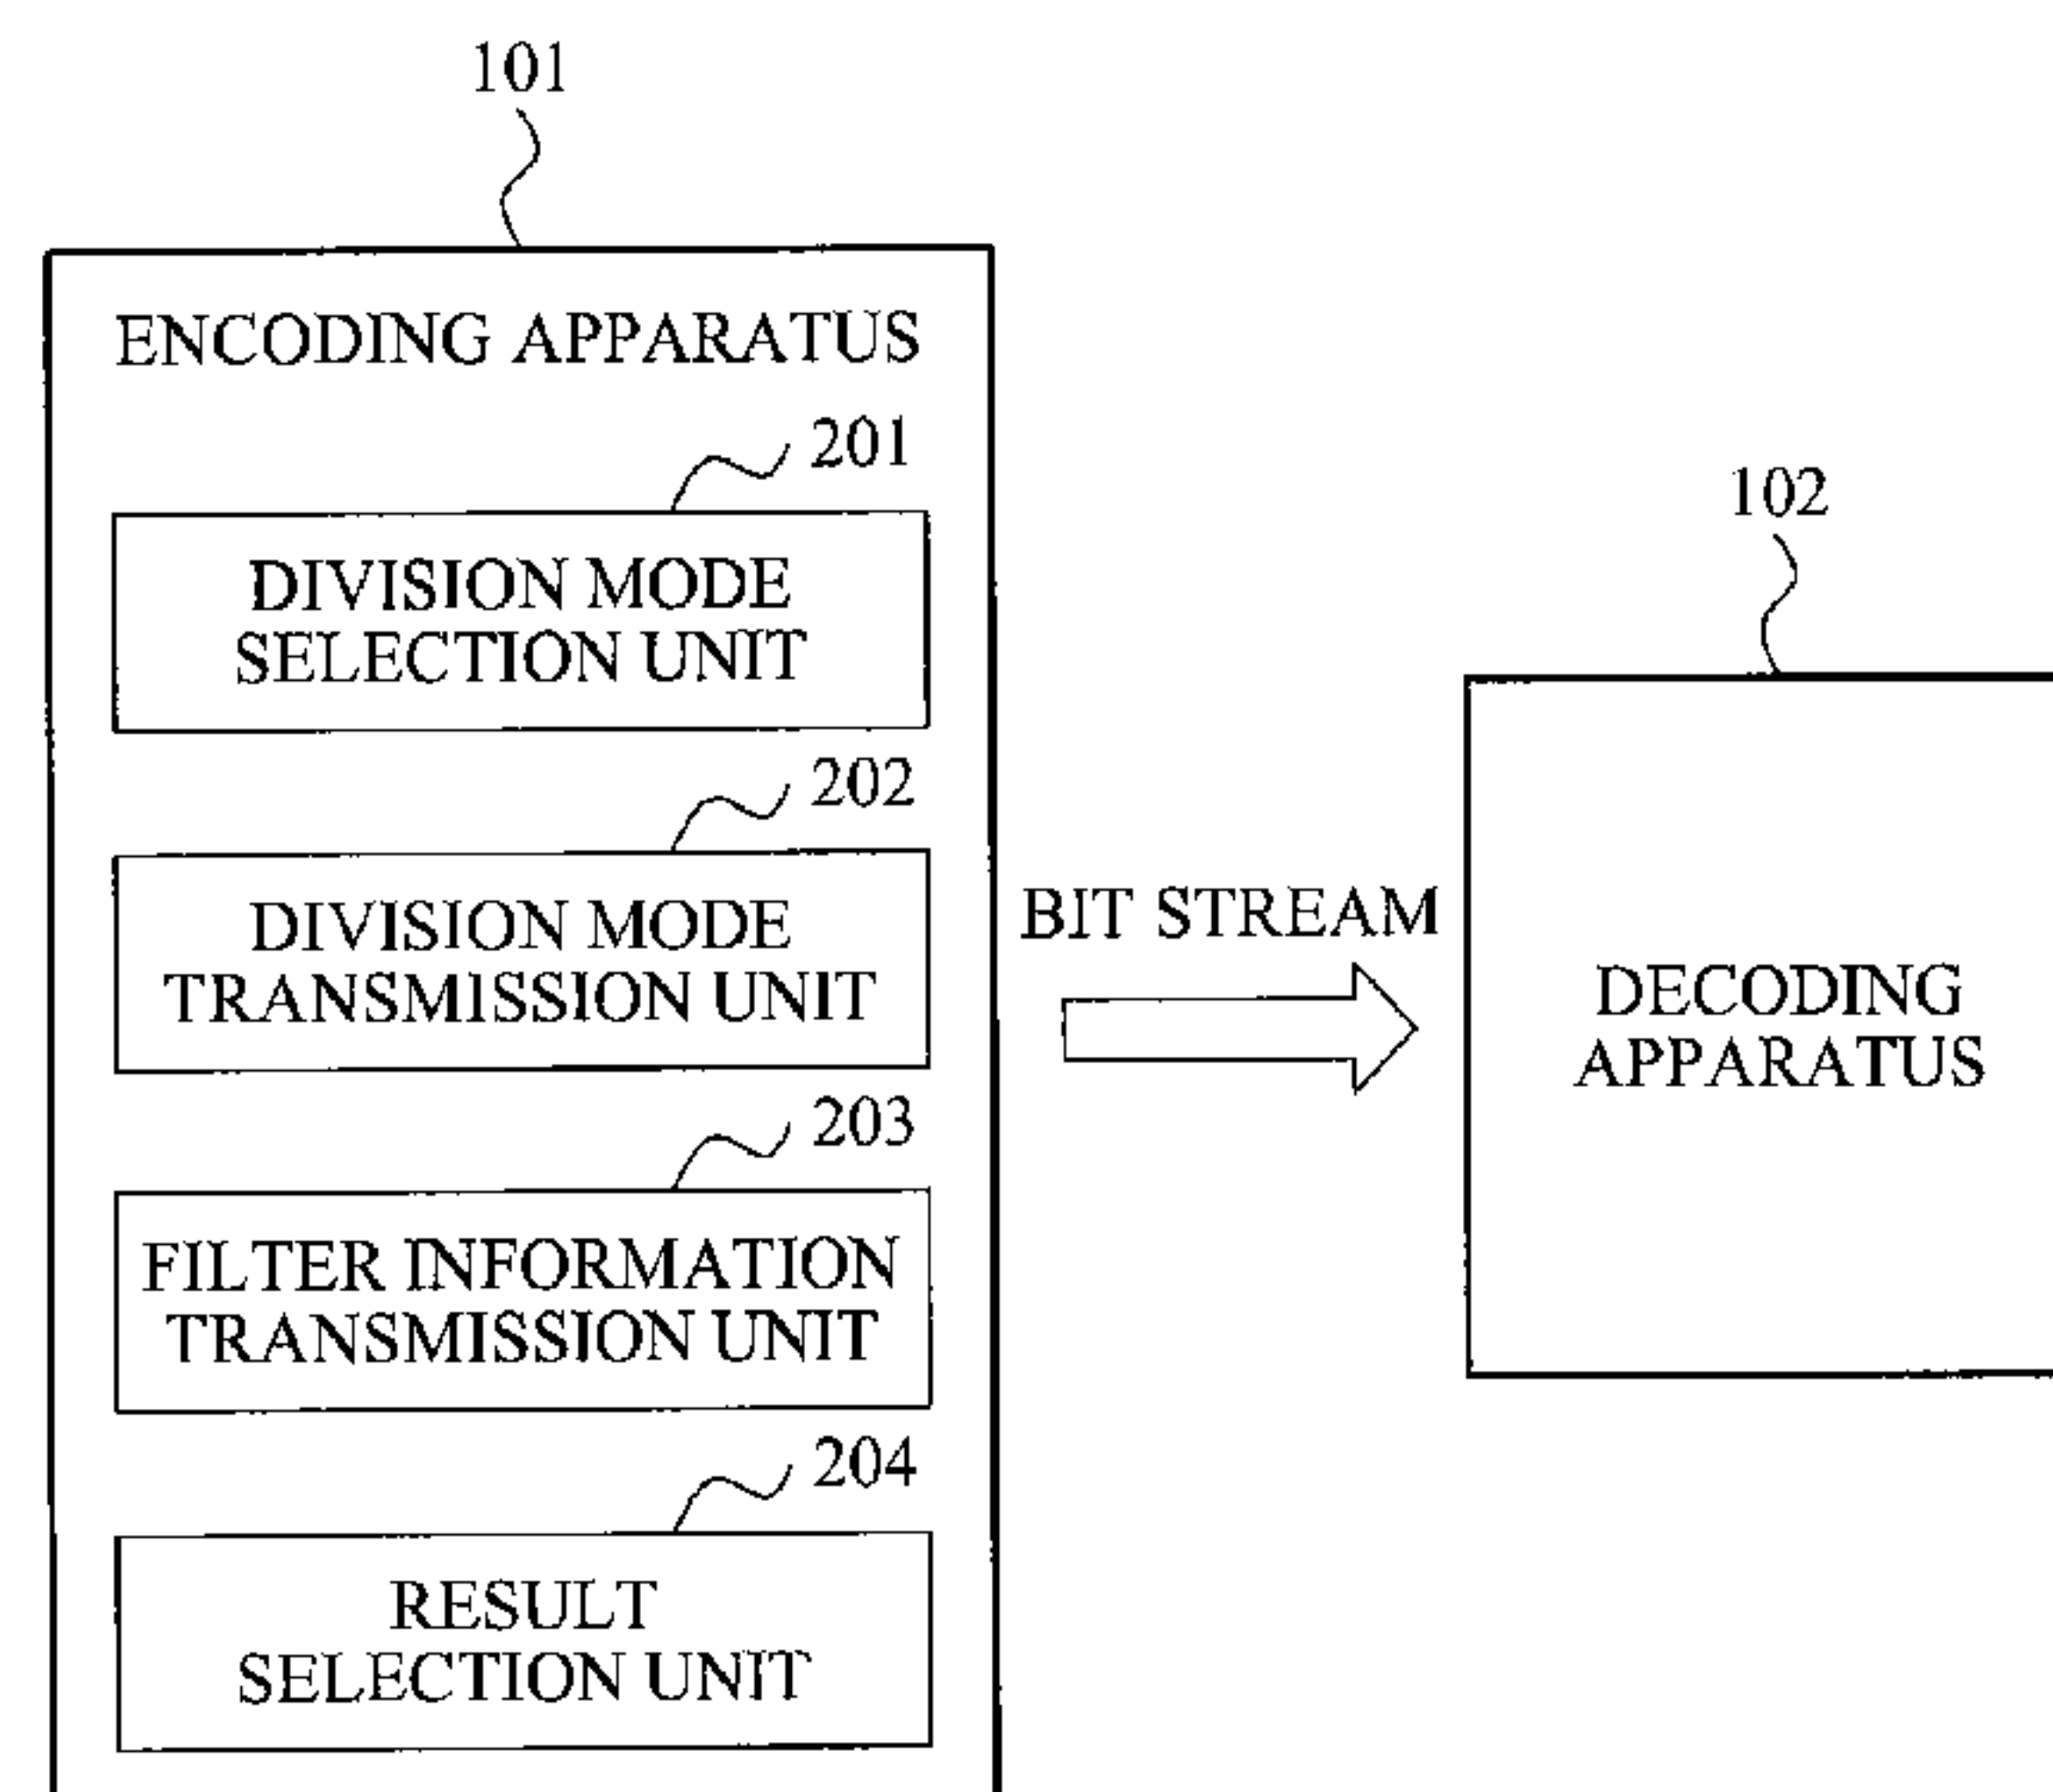 101
ENCODING APPARATUS
201
DIVISION MODE
SELECTION UNIT
202
DIVISION MODE
TRANSMISSION UNIT
203
FILTER INFORMATION
TRANSMISSION UNIT
204
RESULT
SELECTION UNIT
BIT STREAM
102
DECODING
APPARATUS